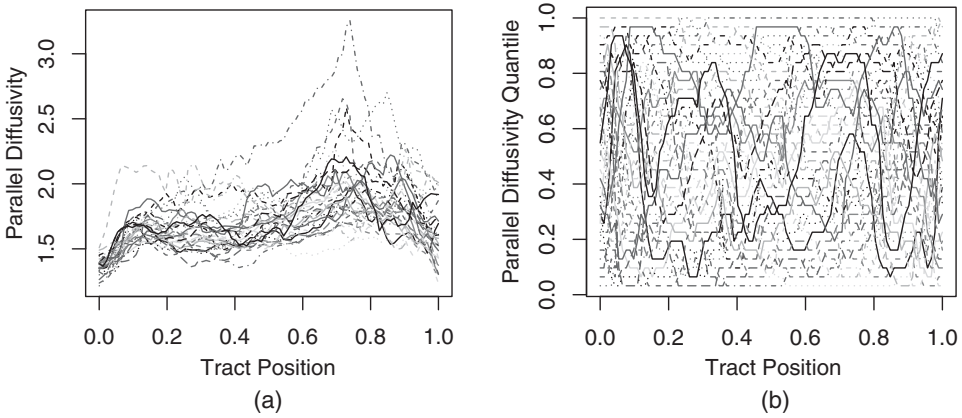 Parallel Diffusivity
3.0
2.5
2.0
1.5
0.0 0.2 0.4 0.6 0.8 1.0
Tract Position
(a)
Parallel Diffusivity Quantile
1.0
0.8
0.6
0.4
0.2
0.0
0.0 0.2 0.4 0.6 0.8 1.0
Tract Position
(b)